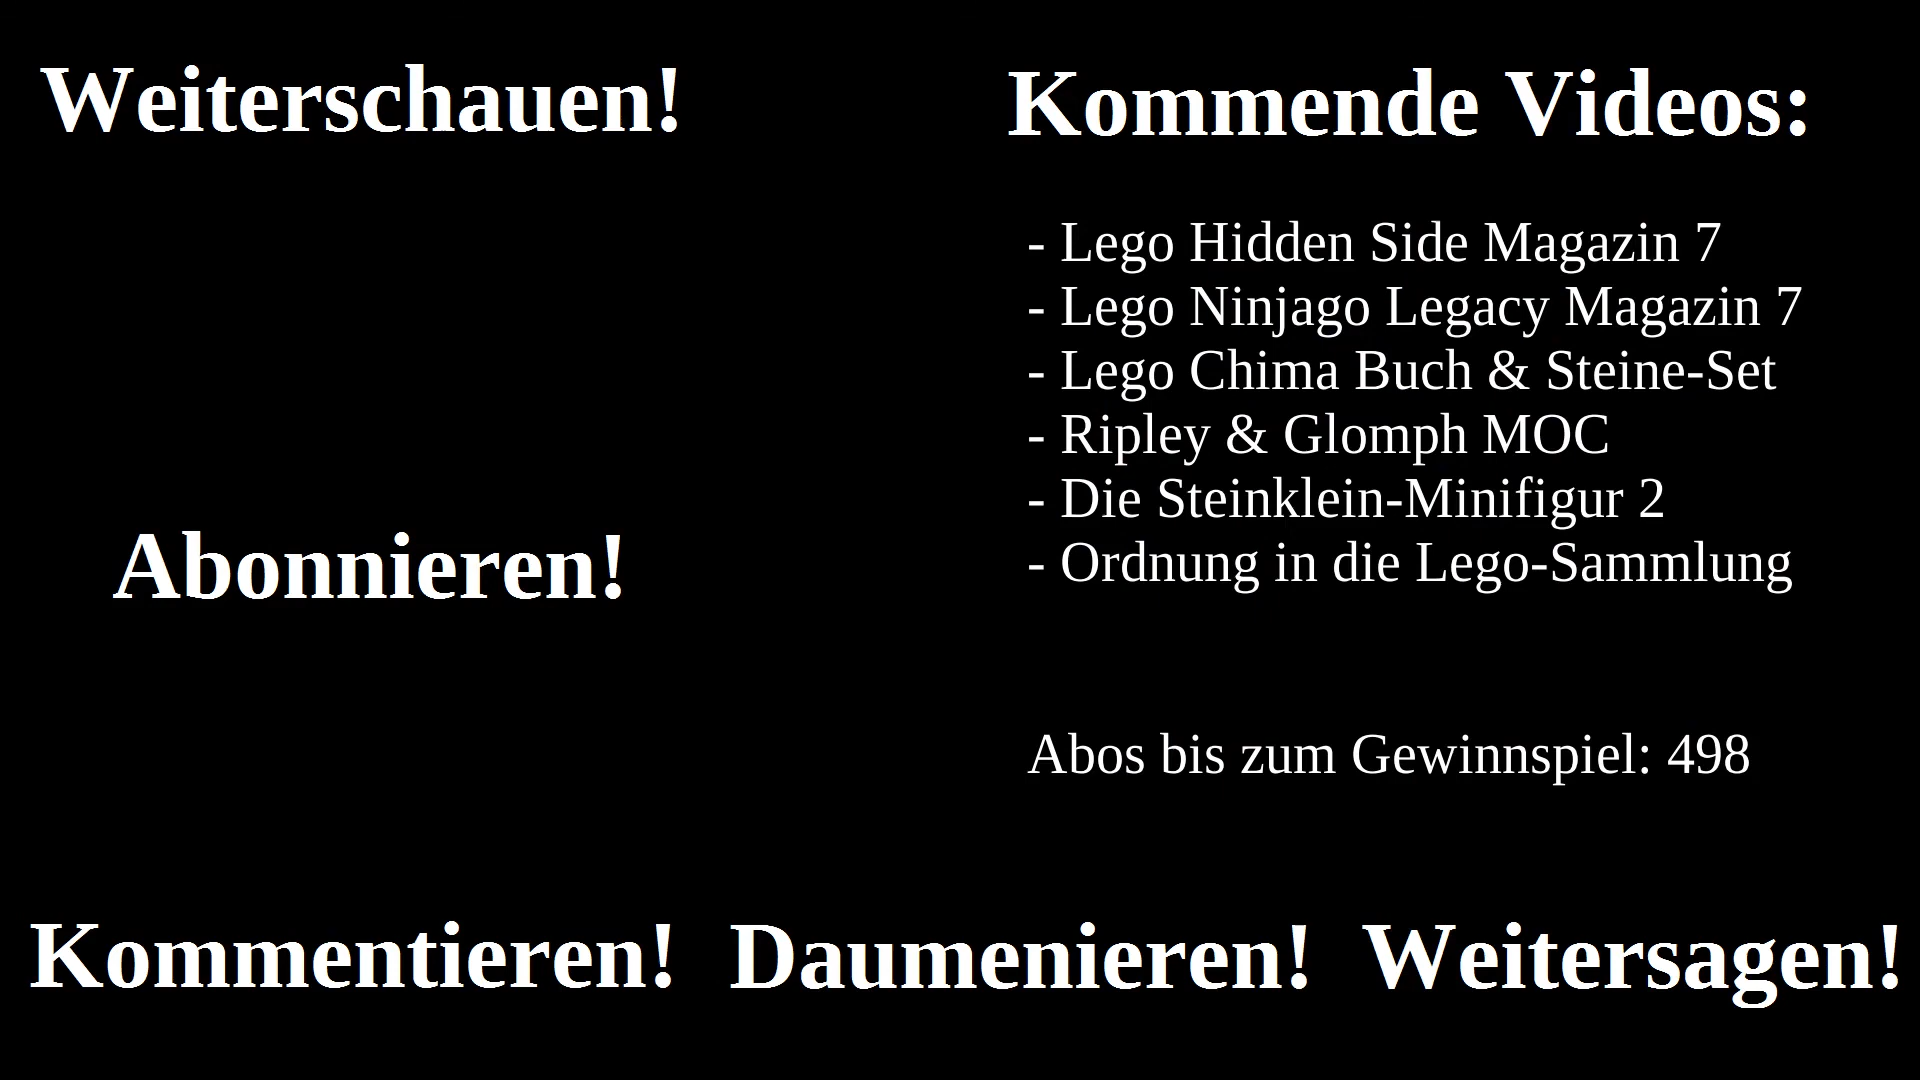 Weiterschauen!
Abonnieren!
Kommende Videos:
- Lego Hidden Side Magazin 7
- Lego Ninjago Legacy Magazin 7
- Lego Chima Buch & Steine-Set
- Ripley & Glomph MOC
- Die Steinklein-Minifigur 2
- Ordnung in die Lego-Sammlung
Abos bis zum Gewinnspiel: 498
Kommentieren! Daumenieren! Weitersagen!